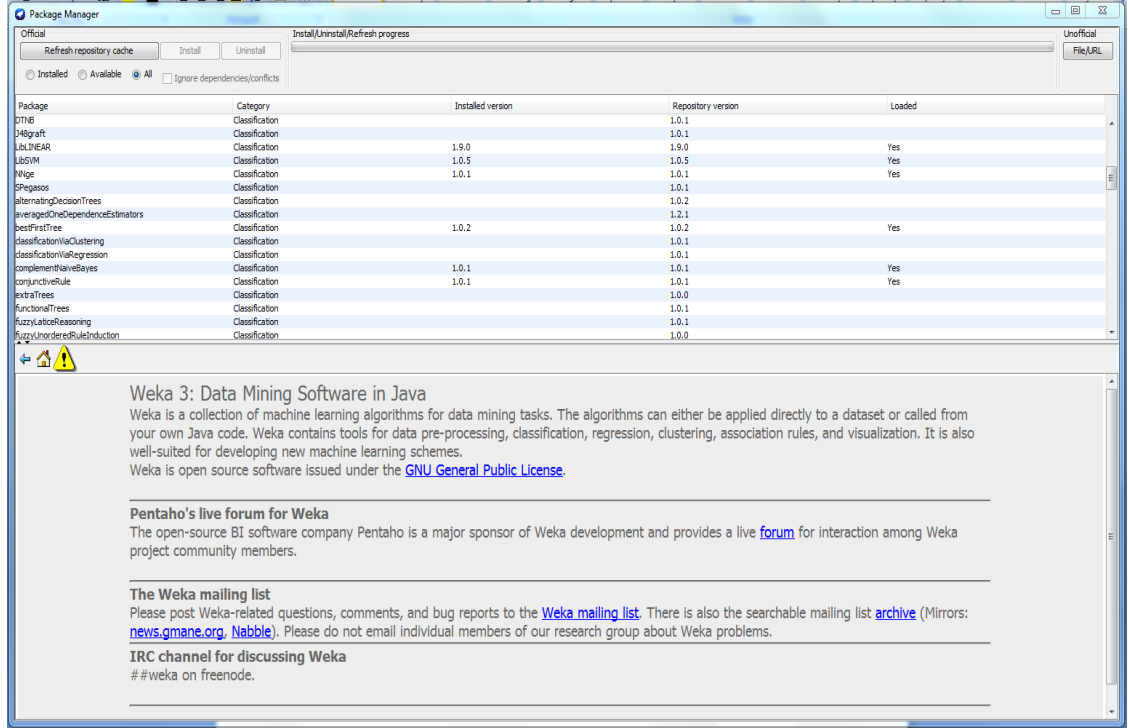 Package Manager
Official
Install/Uninstall/Refresh progress
Unofficial
Refresh repository cache Install Uninstall
File/URL
Installed Available All Ignore dependencies/conflicts
Package Category Installed version Repository version Loaded
DTNB Classification 1.0.1
J48graft Classification 1.0.1
LibLINEAR Classification 1.9.0 1.9.0 Yes
LibSVM Classification 1.0.5 1.0.5 Yes
NNge Classification 1.0.1 1.0.1 Yes
SPegasos Classification 1.0.1
alternatingDecisionTrees Classification 1.0.2
averagedOneDependenceEstimators Classification 1.2.1
bestFirstTree Classification 1.0.2 1.0.2 Yes
classificationViaClustering Classification 1.0.1
classificationViaRegression Classification 1.0.1
complementNaiveBayes Classification 1.0.1 1.0.1 Yes
conjunctiveRule Classification 1.0.1 1.0.1 Yes
extraTrees Classification 1.0.0
functionalTrees Classification 1.0.1
fuzzyLaticeReasoning Classification 1.0.1
fuzzyUnorderedRuleInduction Classification 1.0.0
Weka 3: Data Mining Software in Java
Weka is a collection of machine learning algorithms for data mining tasks. The algorithms can either be applied directly to a dataset or called from
your own Java code. Weka contains tools for data pre-processing, classification, regression, clustering, association rules, and visualization. It is also
well-suited for developing new machine learning schemes.
Weka is open source software issued under the GNU General Public License.
Pentaho's live forum for Weka
The open-source BI software company Pentaho is a major sponsor of Weka development and provides a live forum for interaction among Weka
project community members.
The Weka mailing list
Please post Weka-related questions, comments, and bug reports to the Weka mailing list. There is also the searchable mailing list archive (Mirrors:
news.gmane.org, Nabble). Please do not email individual members of our research group about Weka problems.
IRC channel for discussing Weka
##weka on freenode.